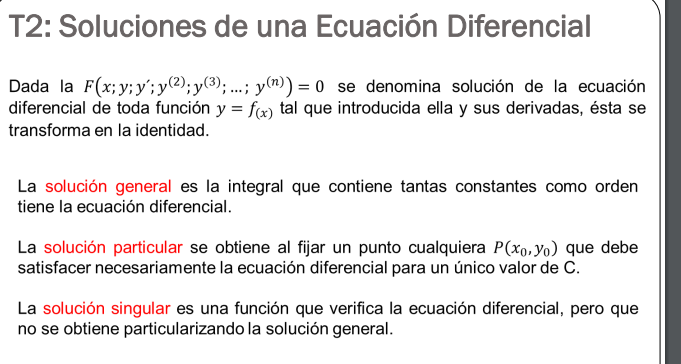 T2: Soluciones de una Ecuación Diferencial
Dada la F(x; y; y´; y⁽²⁾; y⁽³⁾; ...; y⁽ⁿ⁾) = 0 se denomina solución de la ecuación
diferencial de toda función y = f₍ₓ₎ tal que introducida ella y sus derivadas, ésta se
transforma en la identidad.
La solución general es la integral que contiene tantas constantes como orden
tiene la ecuación diferencial.
La solución particular se obtiene al fijar un punto cualquiera P(x₀, y₀) que debe
satisfacer necesariamente la ecuación diferencial para un único valor de C.
La solución singular es una función que verifica la ecuación diferencial, pero que
no se obtiene particularizando la solución general.